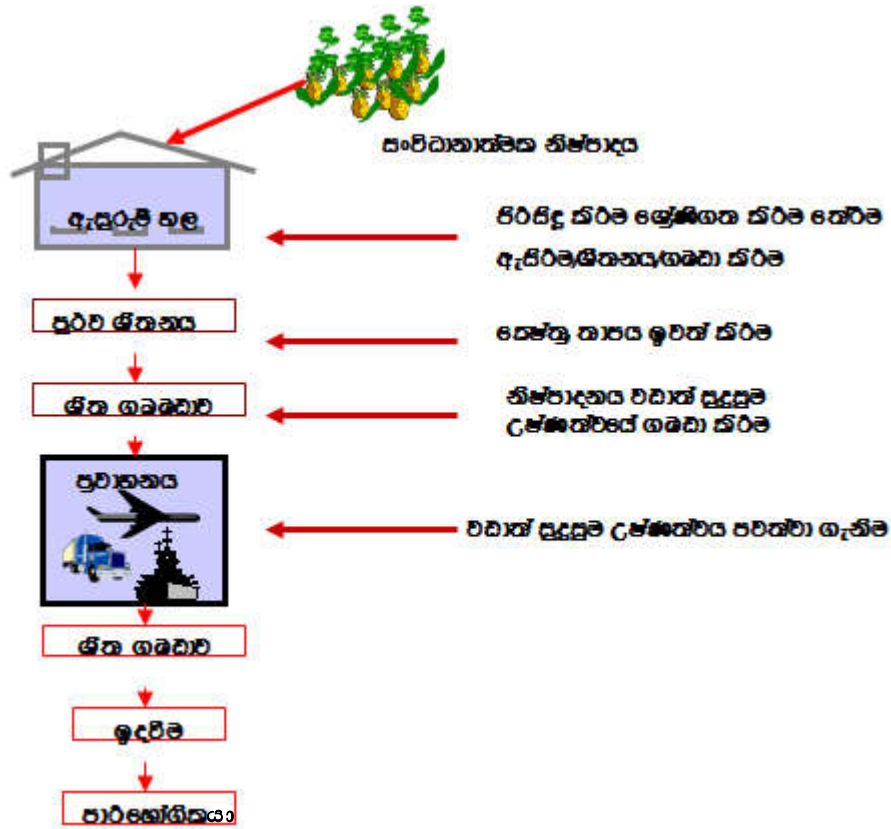 සංවිධානාත්මක නිෂ්පාදය
ඇසුරුම් හල
පිරිසිදු කිරීම ශ්‍රේණිගත කිරීම තේරීම
ඇසිරීම/ශීතනය/ගබඩා කිරීම
පූර්ව ශීතනය
කෙෂ්ත්‍ර තාපය ඉවත් කිරීම
ශීත ගබබඩාව
නිෂ්පාදනය වඩාත් සුදුසුම
උෂ්ණත්වයේ ගබඩා කිරීම
ප්‍රවාහනය
වඩාත් සුදුසුම උෂ්ණත්වය පවත්වා ගැනීම
ශීත ගබඩාව
ඉදවීම
පාරිභෝගිකයා